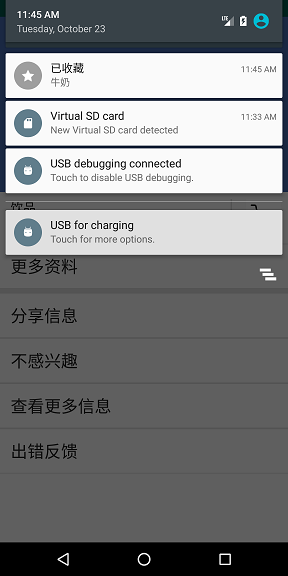 11:45 AM
Tuesday, October 23
LTE
已收藏
11:45 AM
牛奶
Virtual SD card
11:33 AM
New Virtual SD card detected
USB debugging connected
Touch to disable USB debugging.
饮品
USB for charging
Touch for more options.
更多资料
分享信息
不感兴趣
查看更多信息
出错反馈